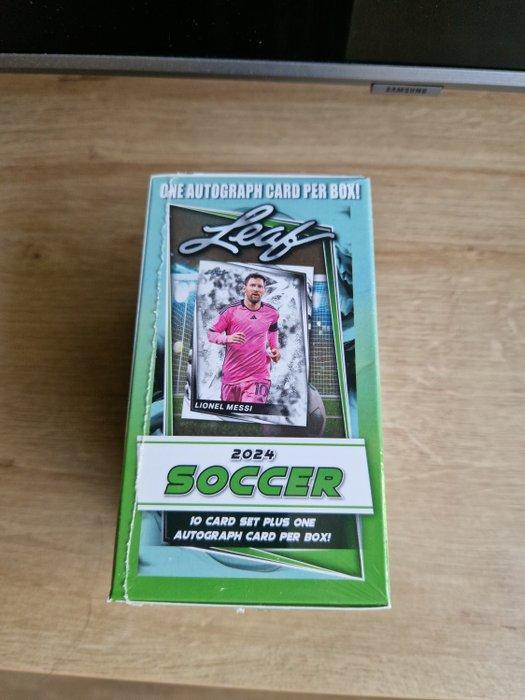 SAMSUNG
ONE AUTOGRAPH CARD PER BOX!
Leaf
10
LIONEL MESSI
2024
SOCCER
10 CARD SET PLUS ONE
AUTOGRAPH CARD PER BOX!